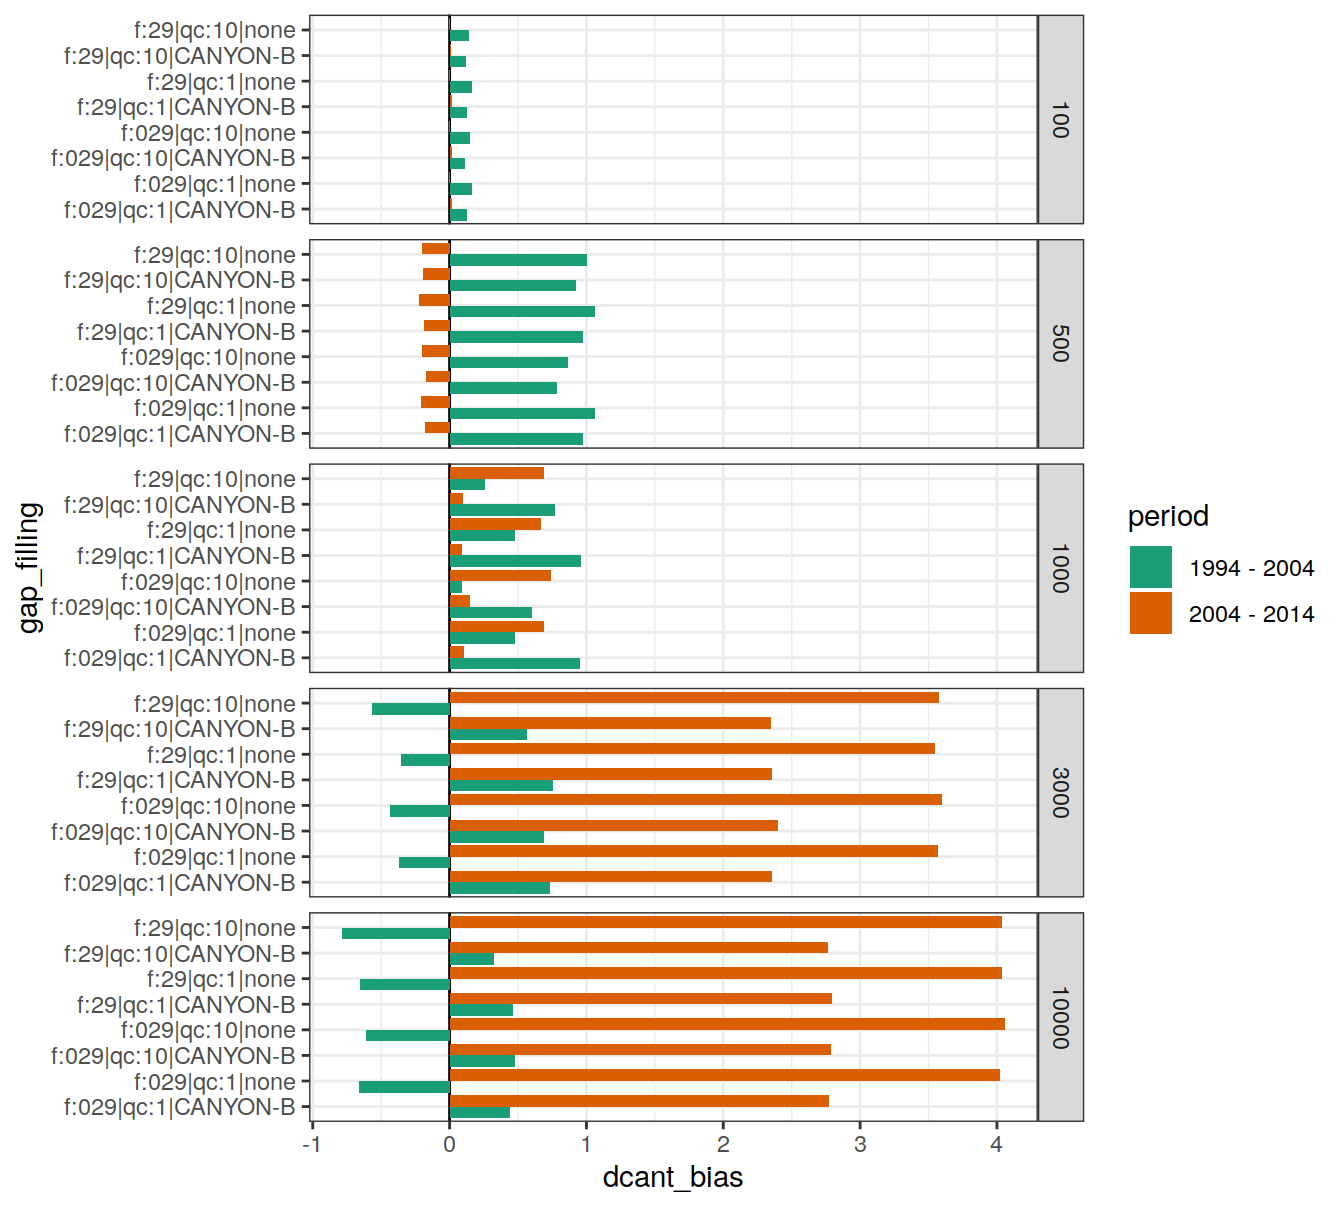 f:29|qc:10|none
f:29|qc:10|CANYON-B
f:29|qc:1|none
f:29|qc:1|CANYON-B
f:029|qc:10|none
f:029|qc:10|CANYON-B
f:029|qc:1|none
f:029|qc:1|CANYON-B
100
f:29|qc:10|none
f:29|qc:10|CANYON-B
f:29|qc:1|none
f:29|qc:1|CANYON-B
f:029|qc:10|none
f:029|qc:10|CANYON-B
f:029|qc:1|none
f:029|qc:1|CANYON-B
500
gap_filling
f:29|qc:10|none
f:29|qc:10|CANYON-B
f:29|qc:1|none
f:29|qc:1|CANYON-B
f:029|qc:10|none
f:029|qc:10|CANYON-B
f:029|qc:1|none
f:029|qc:1|CANYON-B
1000
f:29|qc:10|none
f:29|qc:10|CANYON-B
f:29|qc:1|none
f:29|qc:1|CANYON-B
f:029|qc:10|none
f:029|qc:10|CANYON-B
f:029|qc:1|none
f:029|qc:1|CANYON-B
3000
f:29|qc:10|none
f:29|qc:10|CANYON-B
f:29|qc:1|none
f:29|qc:1|CANYON-B
f:029|qc:10|none
f:029|qc:10|CANYON-B
f:029|qc:1|none
f:029|qc:1|CANYON-B
10000
-1 0 1 2 3 4
dcant_bias
period
1994 - 2004
2004 - 2014